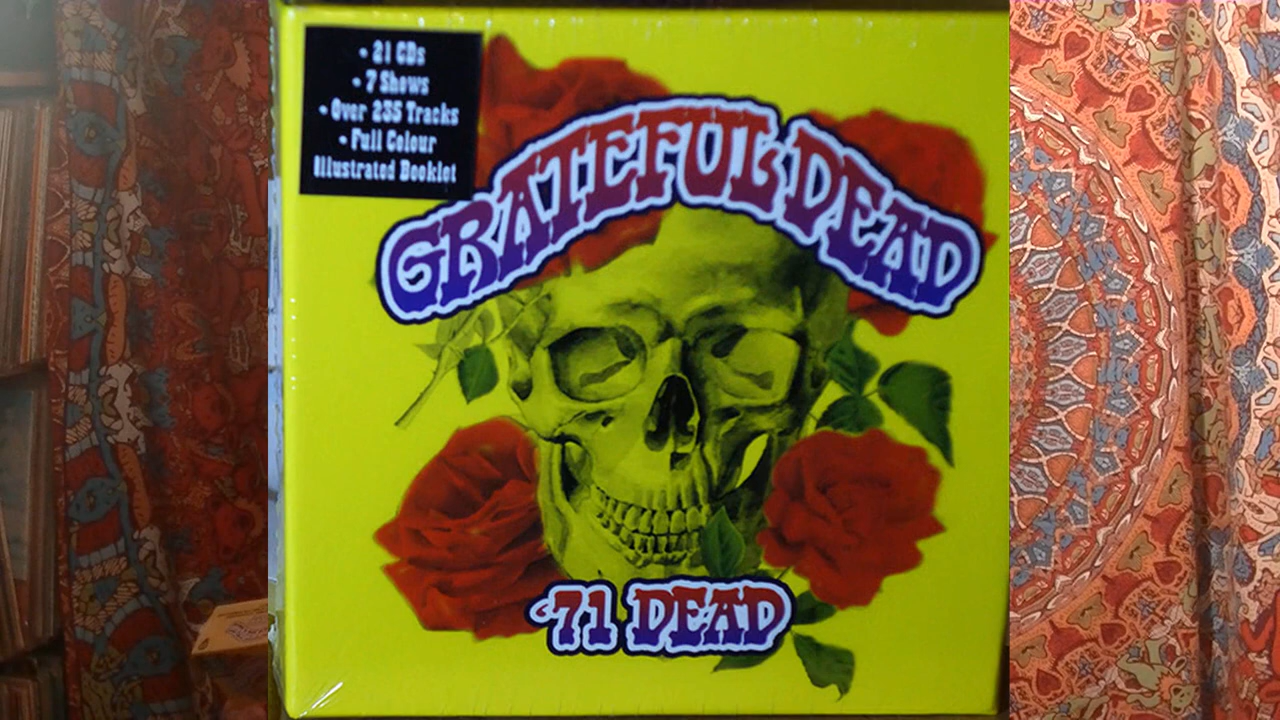 • 21 CDs
• 7 Shows
• Over 235 Tracks
• Full Colour
Illustrated Booklet
GRATEFUL DEAD
'71 DEAD